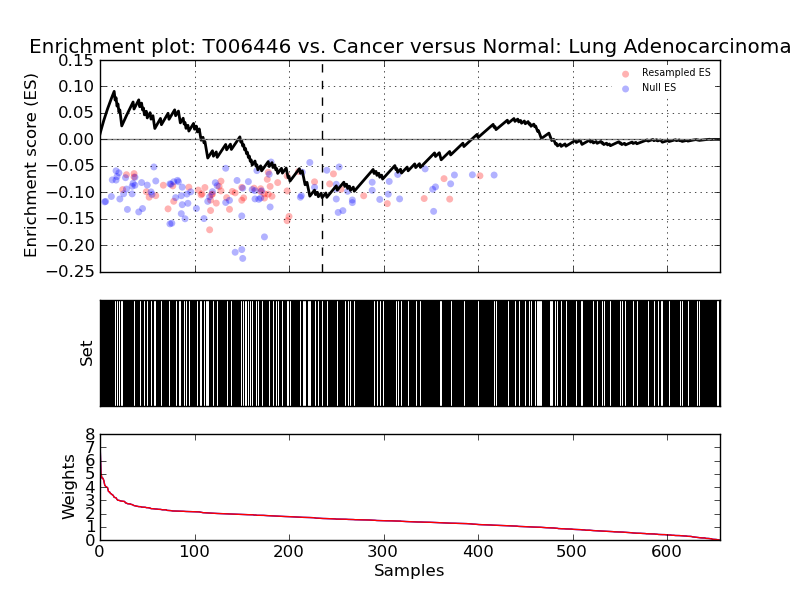 Enrichment plot: T006446 vs. Cancer versus Normal: Lung Adenocarcinoma
Enrichment score (ES)
0.15
0.10
0.05
0.00
−0.05
−0.10
−0.15
−0.20
−0.25
Resampled ES
Null ES
Set
Weights
8
7
6
5
4
3
2
1
0
0 100 200 300 400 500 600
Samples